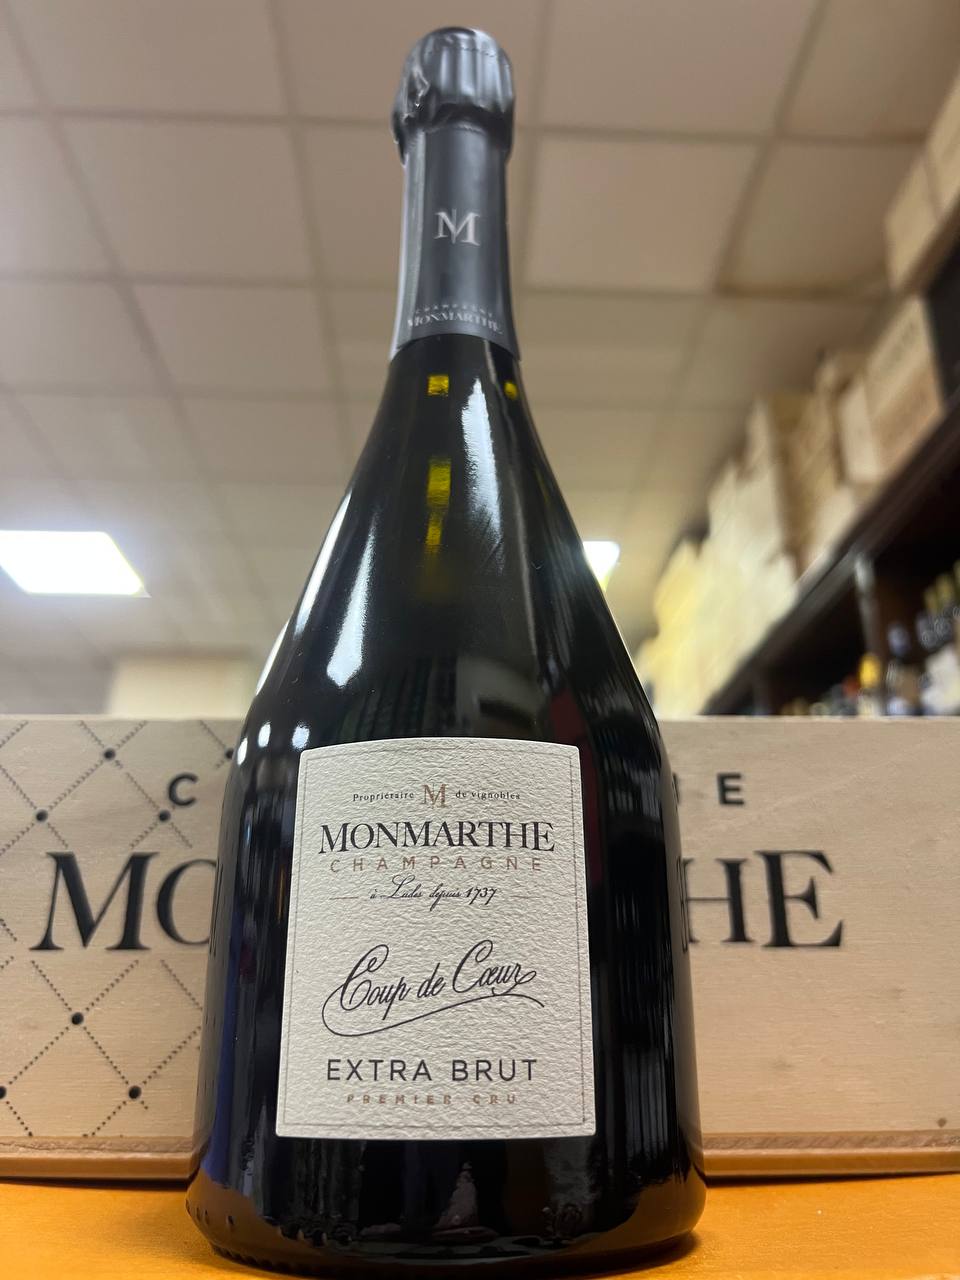 M
CHAMPAGNE
MONMARTHE
Propriétaire M de vignobles
MONMARTHE
CHAMPAGNE
à Ludes depuis 1737
Coup de Cœur
EXTRA BRUT
PREMIER CRU
C NE
MO HE